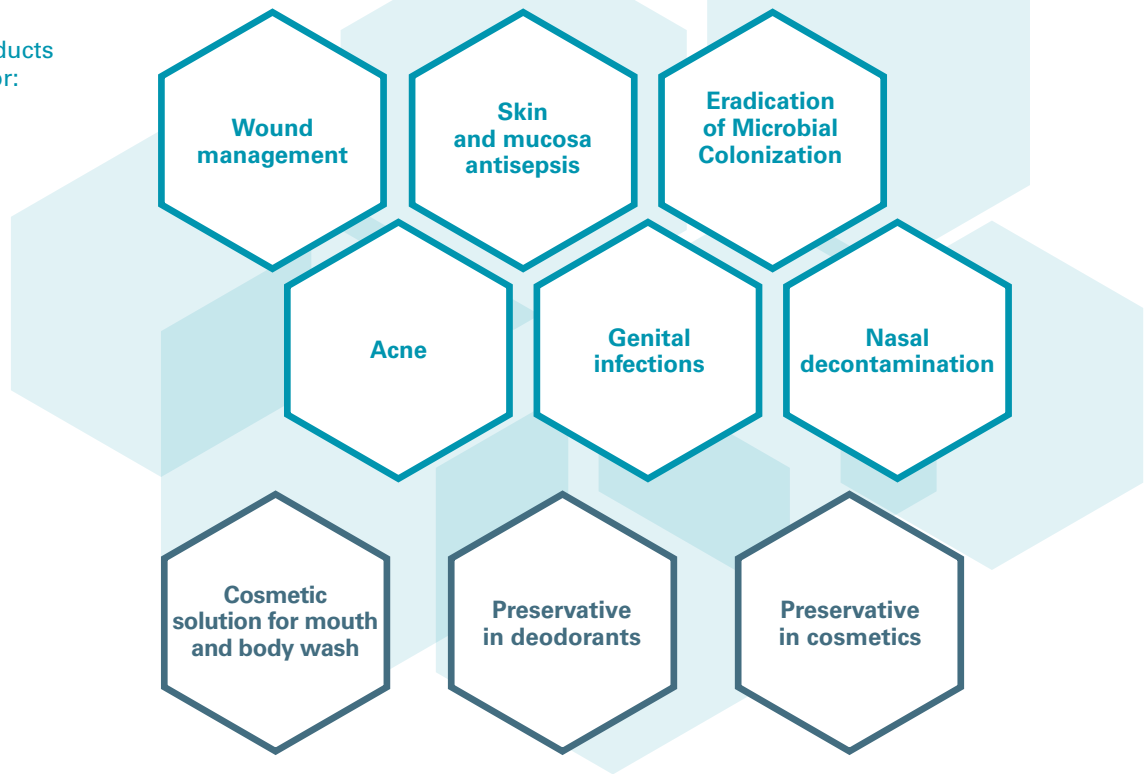 ducts
or:
Wound
management
Skin
and mucosa
antisepsis
Eradication
of Microbial
Colonization
Acne
Genital
infections
Nasal
decontamination
Cosmetic
solution for mouth
and body wash
Preservative
in deodorants
Preservative
in cosmetics